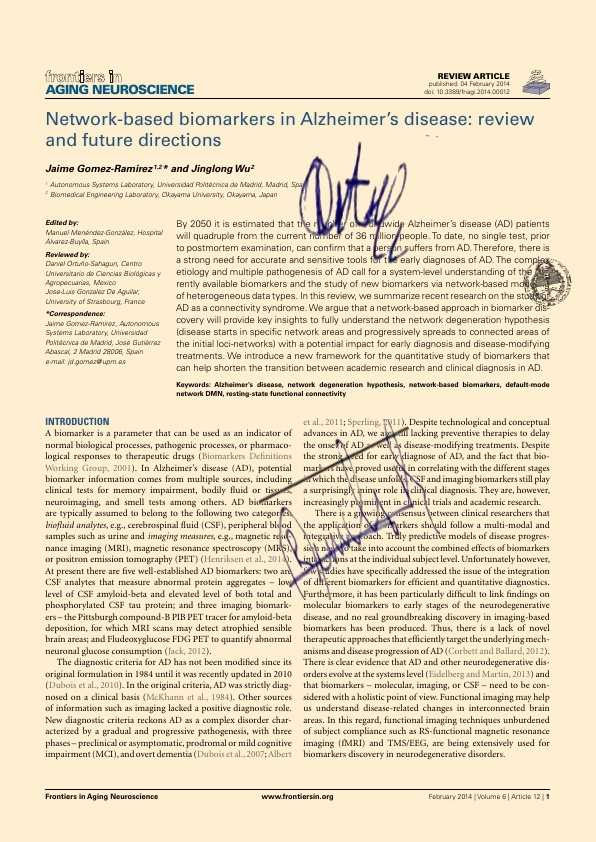 frontiers in
AGING NEUROSCIENCE
REVIEW ARTICLE
published: 04 February 2014
doi: 10.3389/fnagi.2014.00012
Network-based biomarkers in Alzheimer's disease: review
and future directions
Jaime Gomez-Ramirez1,2* and Jinglong Wu2
1 Autonomous Systems Laboratory, Universidad Politécnica de Madrid, Madrid, Spa
2 Biomedical Engineering Laboratory, Okayama University, Okayama, Japan
Edited by:
Manuel Menéndez-González, Hospital
Álvarez-Buylla, Spain
Reviewed by:
Daniel Ortuño-Sahagun, Centro
Universitario de Ciencias Biológicas y
Agropecuarias, Mexico
Jose-Luis Gonzalez De Aguilar,
University of Strasbourg, France
*Correspondence:
Jaime Gomez-Ramirez, Autonomous
Systems Laboratory, Universidad
Politécnica de Madrid, José Gutiérrez
Abascal, 2 Madrid 28006, Spain
e-mail: jd.gomez@upm.es
By 2050 it is estimated that the number of worldwide Alzheimer's disease (AD) patients
will quadruple from the current number of 36 million people. To date, no single test, prior
to postmortem examination, can confirm that a person suffers from AD. Therefore, there is
a strong need for accurate and sensitive tools for the early diagnoses of AD. The complex
etiology and multiple pathogenesis of AD call for a system-level understanding of the
rently available biomarkers and the study of new biomarkers via network-based
of heterogeneous data types. In this review, we summarize recent research on the study of
AD as a connectivity syndrome. We argue that a network-based approach in biomarker dis-
covery will provide key insights to fully understand the network degeneration hypothesis
(disease starts in specific network areas and progressively spreads to connected areas of
the initial loci-networks) with a potential impact for early diagnosis and disease-modifying
treatments. We introduce a new framework for the quantitative study of biomarkers that
can help shorten the transition between academic research and clinical diagnosis in AD.
Keywords: Alzheimer's disease, network degeneration hypothesis, network-based biomarkers, default-mode
network DMN, resting-state functional connectivity
INTRODUCTION
A biomarker is a parameter that can be used as an indicator of
normal biological processes, pathogenic processes, or pharmaco-
logical responses to therapeutic drugs (Biomarkers Definitions
Working Group, 2001). In Alzheimer's disease (AD), potential
biomarker information comes from multiple sources, including
clinical tests for memory impairment, bodily fluid or tissues,
neuroimaging, and smell tests among others. AD biomarkers
are typically assumed to belong to the following two categories:
biofluid analytes, e.g., cerebrospinal fluid (CSF), peripheral blood
samples such as urine and imaging measures, e.g., magnetic reso-
nance imaging (MRI), magnetic resonance spectroscopy (MRS),
or positron emission tomography (PET) (Henriksen et al., 2014).
At present there are five well-established AD biomarkers: two are
CSF analytes that measure abnormal protein aggregates – low
level of CSF amyloid-beta and elevated level of both total and
phosphorylated CSF tau protein; and three imaging biomark-
ers – the Pittsburgh compound-B PIB PET tracer for amyloid-beta
deposition, for which MRI scans may detect atrophied sensible
brain areas; and Fludeoxyglucose FDG PET to quantify abnormal
neuronal glucose consumption (Jack, 2012).
The diagnostic criteria for AD has not been modified since its
original formulation in 1984 until it was recently updated in 2010
(Dubois et al., 2010). In the original criteria, AD was strictly diag-
nosed on a clinical basis (McKhann et al., 1984). Other sources
of information such as imaging lacked a positive diagnostic role.
New diagnostic criteria reckons AD as a complex disorder char-
acterized by a gradual and progressive pathogenesis, with three
phases – preclinical or asymptomatic, prodromal or mild cognitive
impairment (MCI), and overt dementia (Dubois et al., 2007; Albert
et al., 2011; Sperling, 2011). Despite technological and conceptual
advances in AD, we are still lacking preventive therapies to delay
the onset of AD as well as disease-modifying treatments. Despite
the strong need for early diagnose of AD, and the fact that bio-
markers have proved useful in correlating with the different stages
in which the disease unfolds, CSF and imaging biomarkers still play
a surprisingly minor role in clinical diagnosis. They are, however,
increasingly prominent in clinical trials and academic research.
There is a growing consensus between clinical researchers that
the application of biomarkers should follow a multi-modal and
integrative approach. Truly predictive models of disease progres-
sion need to take into account the combined effects of biomarkers
interactions at the individual subject level. Unfortunately however,
few studies have specifically addressed the issue of the integration
of different biomarkers for efficient and quantitative diagnostics.
Furthermore, it has been particularly difficult to link findings on
molecular biomarkers to early stages of the neurodegenerative
disease, and no real groundbreaking discovery in imaging-based
biomarkers has been produced. Thus, there is a lack of novel
therapeutic approaches that efficiently target the underlying mech-
anisms and disease progression of AD (Corbett and Ballard, 2012).
There is clear evidence that AD and other neurodegenerative dis-
orders evolve at the systems level (Eidelberg and Martin, 2013) and
that biomarkers – molecular, imaging, or CSF – need to be con-
sidered with a holistic point of view. Functional imaging may help
us understand disease-related changes in interconnected brain
areas. In this regard, functional imaging techniques unburdened
of subject compliance such as RS-functional magnetic resonance
imaging (fMRI) and TMS/EEG, are being extensively used for
biomarkers discovery in neurodegenerative disorders.
Frontiers in Aging Neuroscience
www.frontiersin.org
February 2014 | Volume 6 | Article 12 | 1